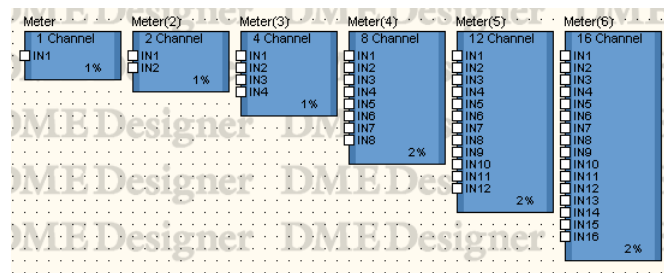 Meter
1 Channel
IN1
1%
Meter(2)
2 Channel
IN1
IN2
1%
Meter(3)
4 Channel
IN1
IN2
IN3
IN4
1%
Meter(4)
8 Channel
IN1
IN2
IN3
IN4
IN5
IN6
IN7
IN8
2%
Meter(5)
12 Channel
IN1
IN2
IN3
IN4
IN5
IN6
IN7
IN8
IN9
IN10
IN11
IN12
2%
Meter(6)
16 Channel
IN1
IN2
IN3
IN4
IN5
IN6
IN7
IN8
IN9
IN10
IN11
IN12
IN13
IN14
IN15
IN16
2%
DME Designer DME Des
DME Designer DME Designer
DME Designer DME Designer